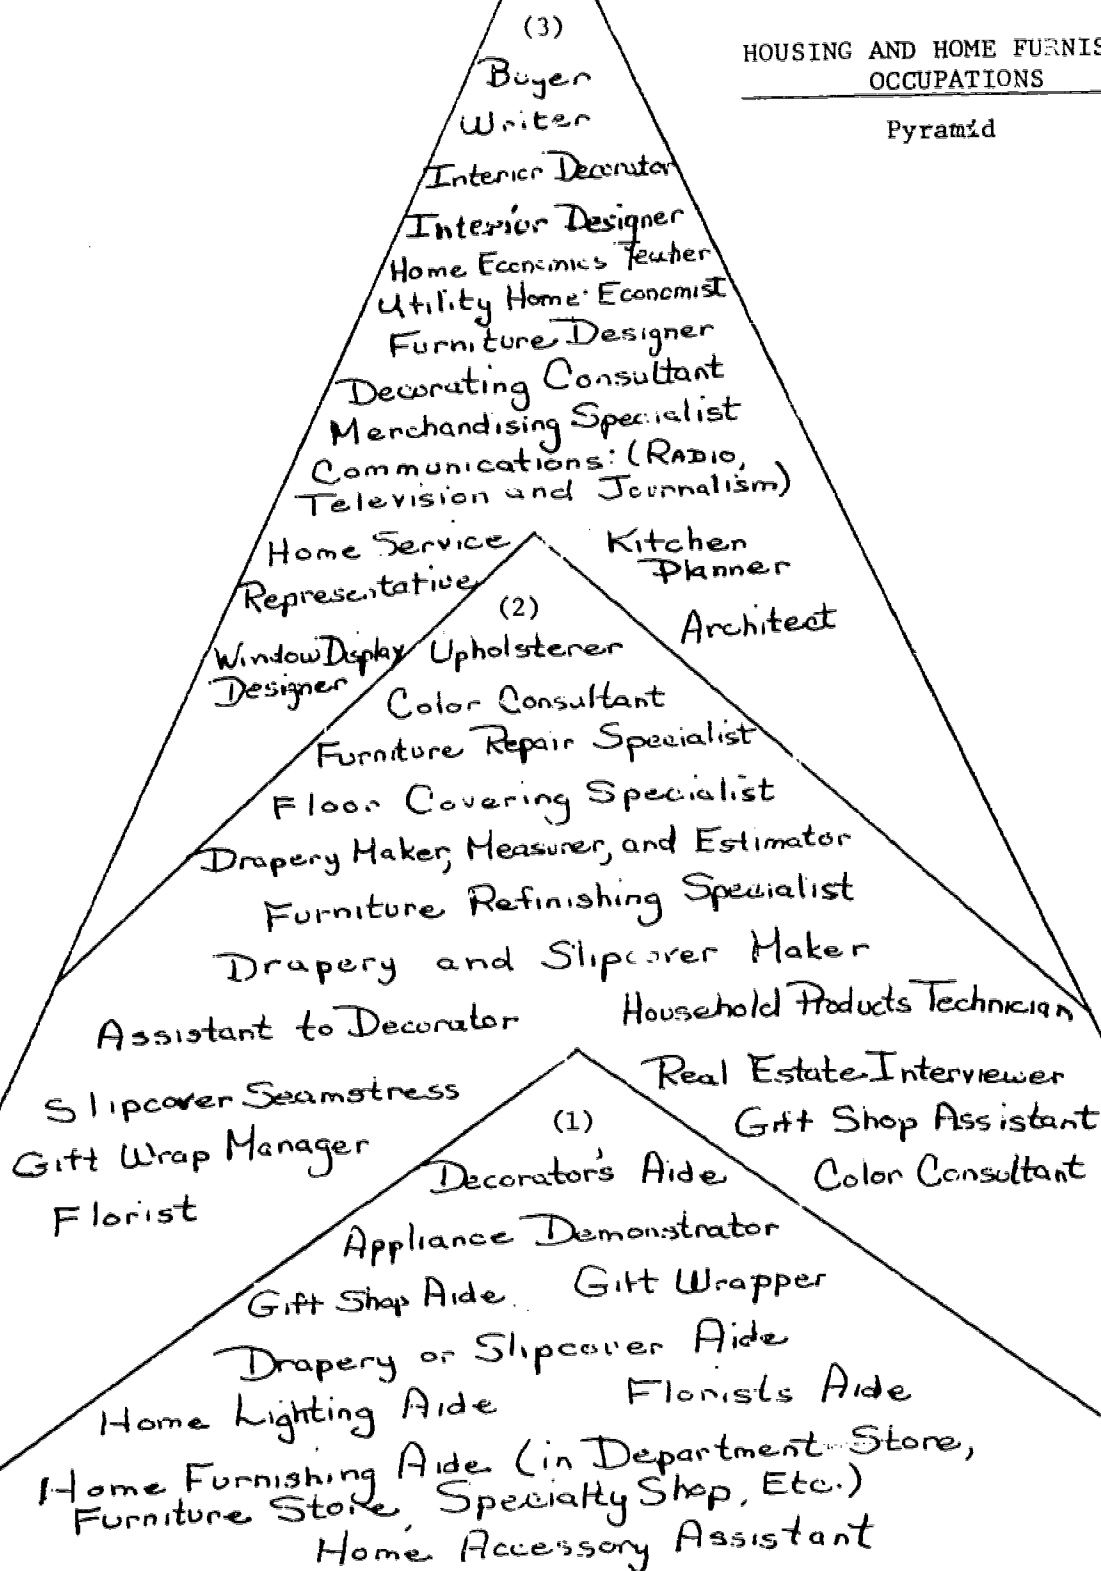 (3)
HOUSING AND HOME FURNIS
OCCUPATIONS
Pyramid
Buyer
Writer
Interior Decorator
Interior Designer
Home Economics Teacher
Utility Home Economist
Furniture Designer
Decorating Consultant
Merchandising Specialist
Communications: (RADIO,
Television and Journalism)
Home Service
Representative
Kitchen
Planner
Architect
Window Display
Designer
(2)
Upholsterer
Color Consultant
Furniture Repair Specialist
Floor Covering Specialist
Drapery Maker, Measurer, and Estimator
Furniture Refinishing Specialist
Drapery and Slipcover Maker
Assistant to Decorator
Household Products Technician
Slipcover Seamstress
Real Estate Interviewer
Gift Wrap Manager
Gift Shop Assistant
Florist
Color Consultant
(1)
Decorator's Aide
Appliance Demonstrator
Gift Shop Aide
Gift Wrapper
Drapery or Slipcover Aide
Home Lighting Aide
Florists Aide
Home Furnishing Aide (in Department Store,
Furniture Store, Specialty Shop, Etc.)
Home Accessory Assistant